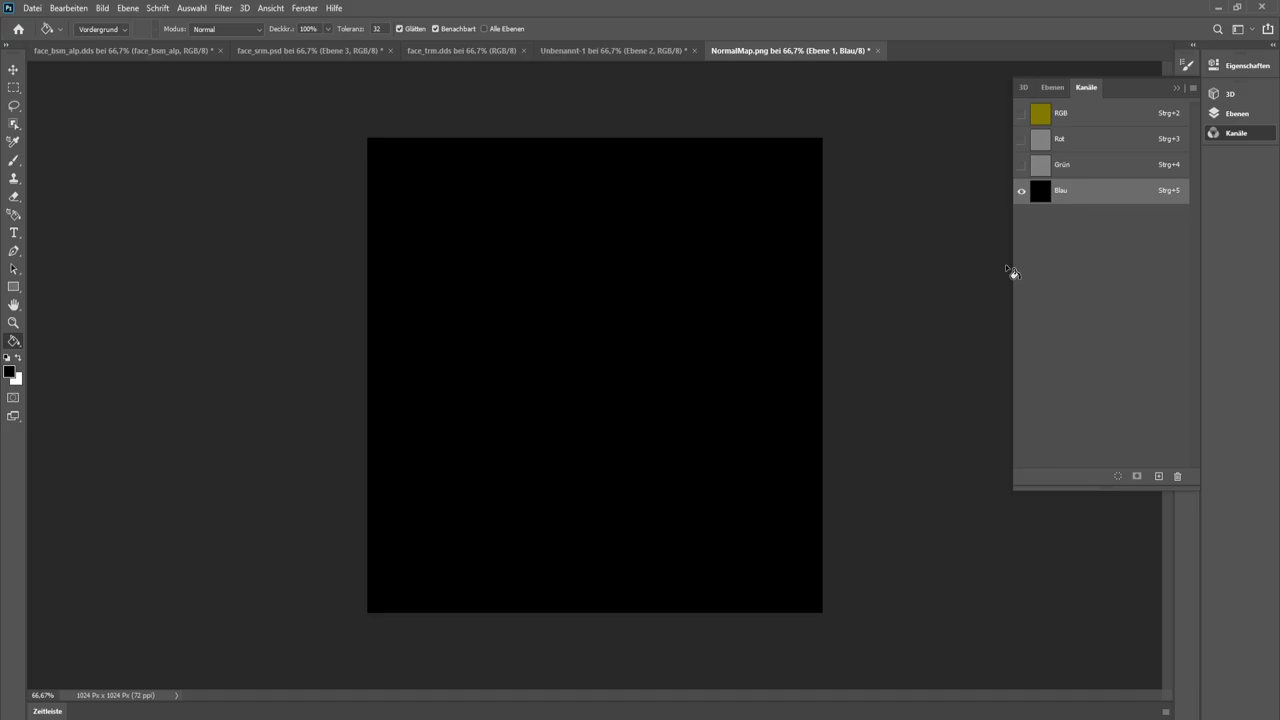 Ps Datei Bearbeiten Bild Ebene Schrift Auswahl Filter 3D Ansicht Fenster Hilfe
Vordergrund Modus: Normal Deckkr.: 100% Toleranz: 32 Glätten Benachbart Alle Ebenen
face_bsm_alp.dds bei 66,7% (face_bsm_alp, RGB/8) * × face_srm.psd bei 66,7% (Ebene 3, RGB/8) * × face_trm.dds bei 66,7% (RGB/8) × Unbenannt-1 bei 66,7% (Ebene 2, RGB/8) * × NormalMap.png bei 66,7% (Ebene 1, Blau/8) * ×
Eigenschaften
3D Ebenen Kanäle
3D
RGB Strg+2
Ebenen
Kanäle
Rot Strg+3
Grün Strg+4
Blau Strg+5
66,67% 1024 Px x 1024 Px (72 ppi)
Zeitleiste